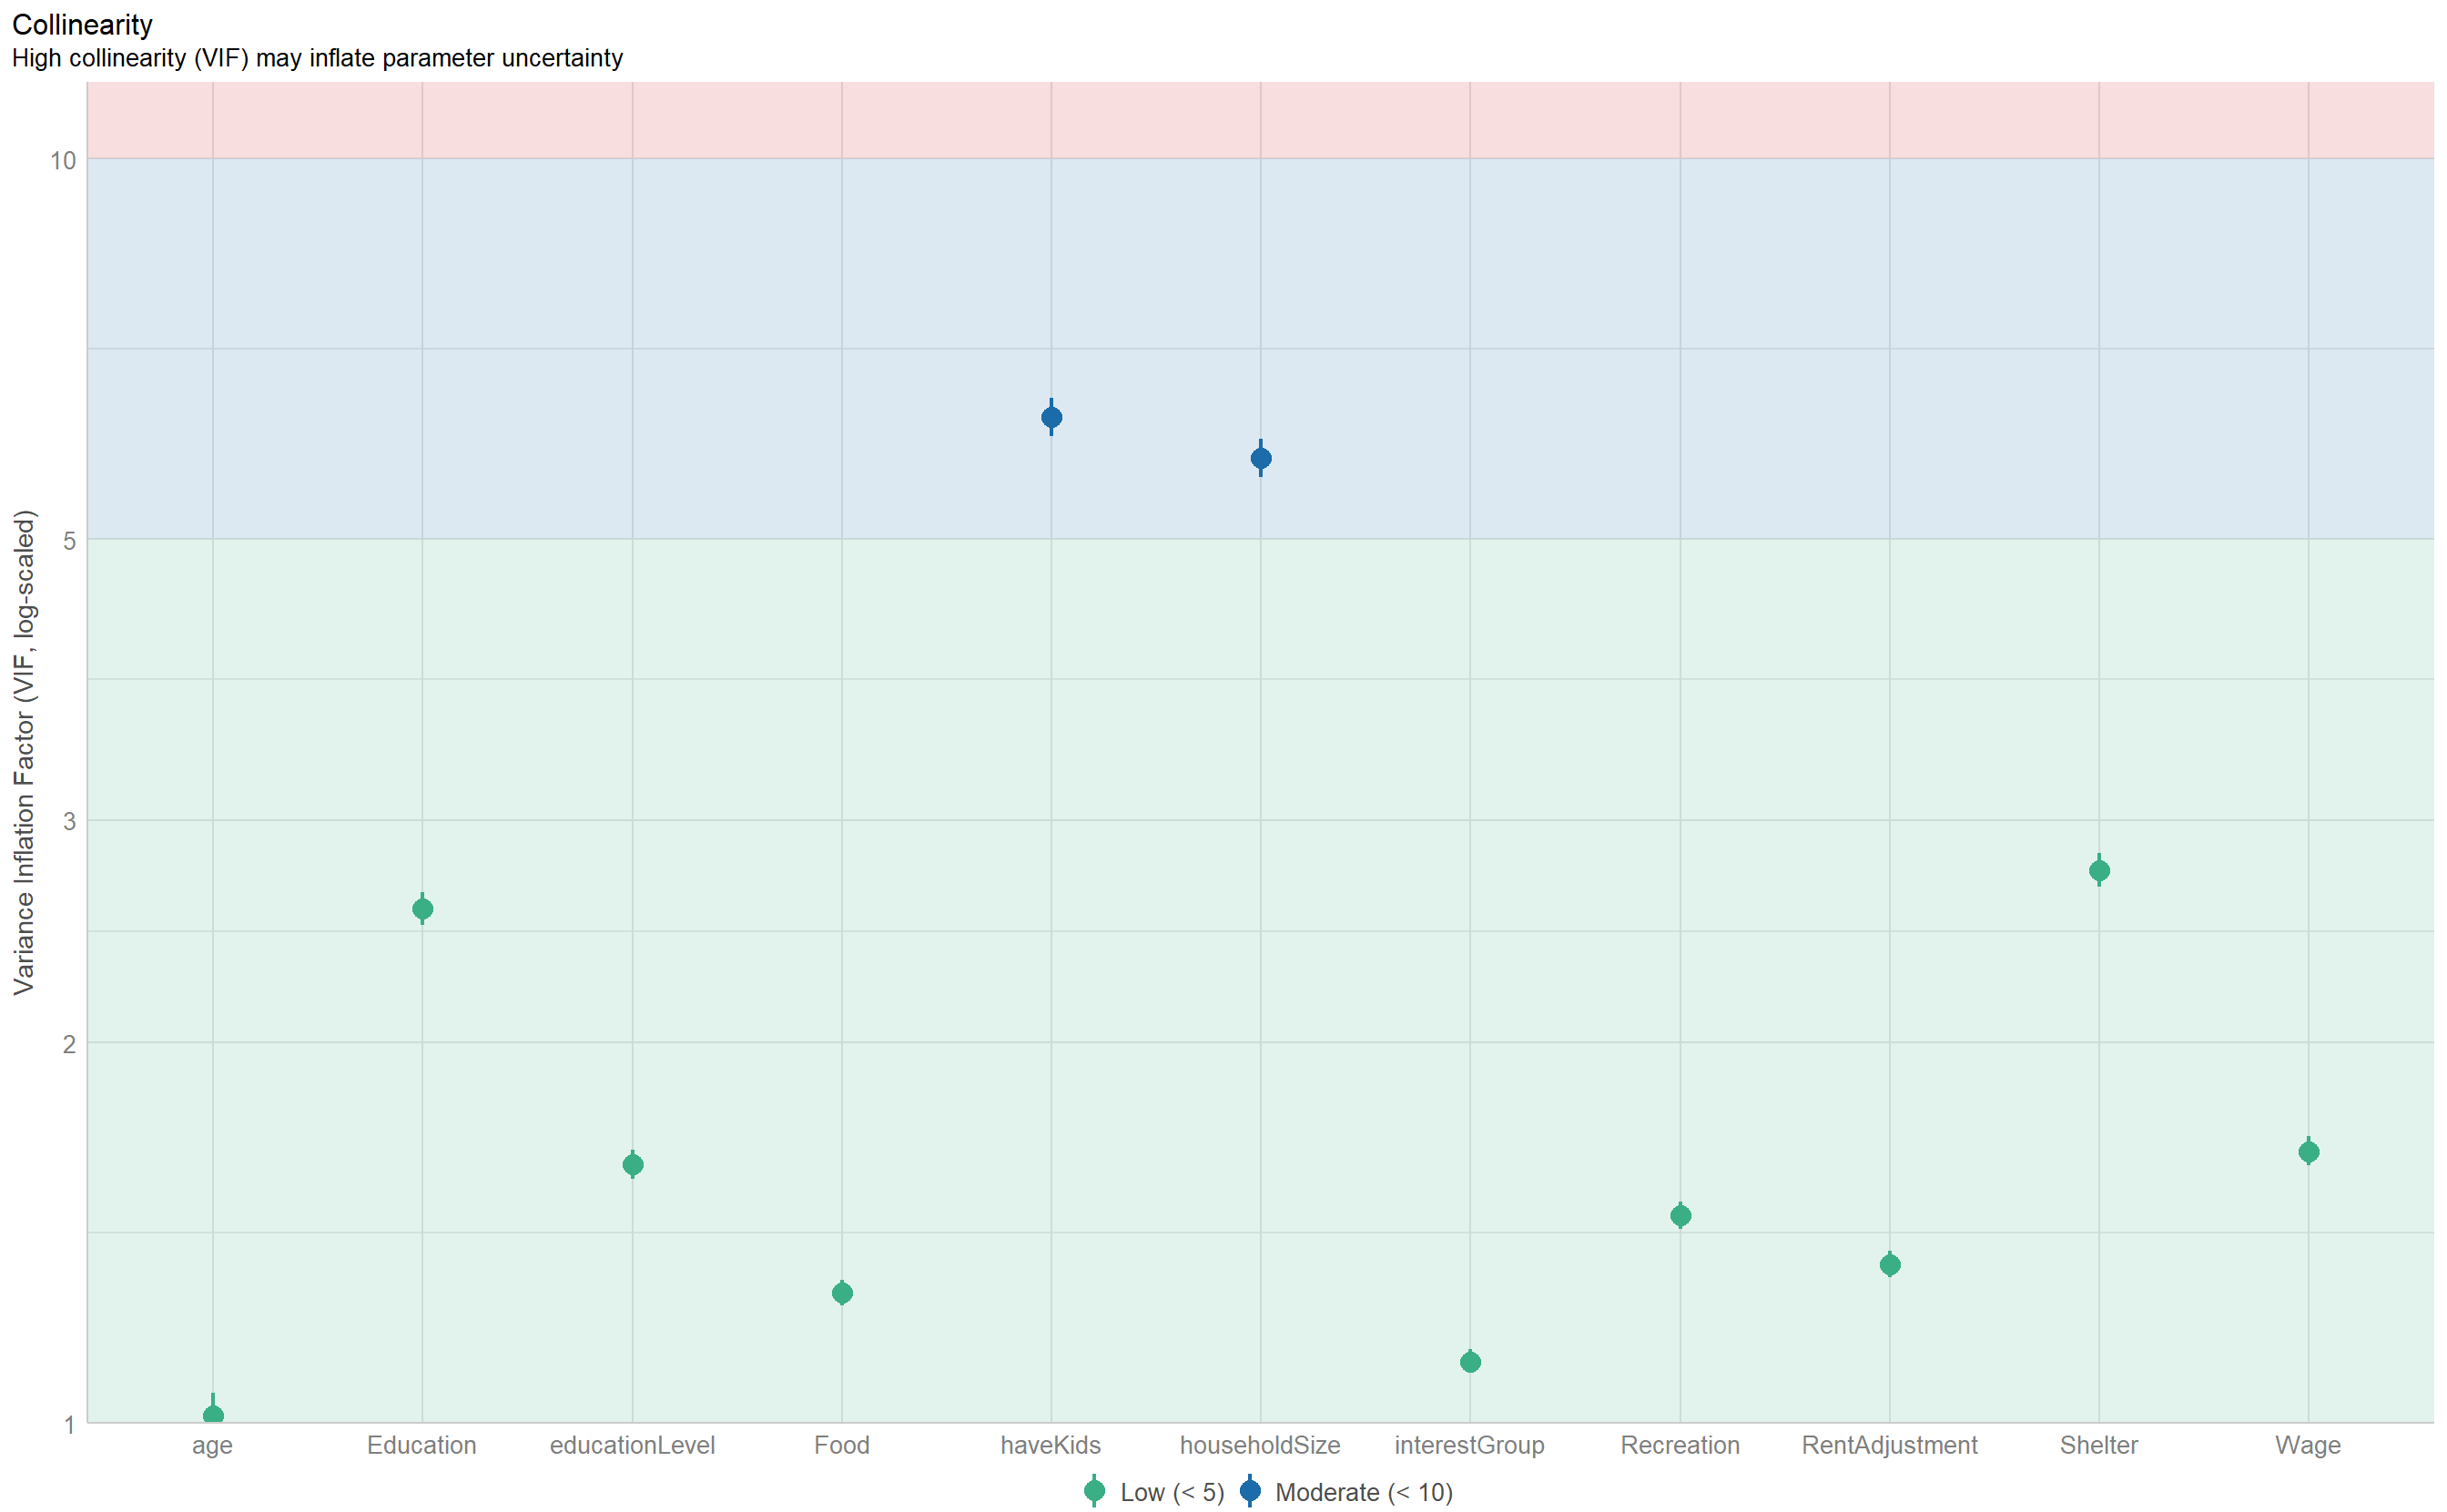 Collinearity
High collinearity (VIF) may inflate parameter uncertainty
Variance Inflation Factor (VIF, log-scaled)
10
5
3
2
1
age Education educationLevel Food haveKids householdSize interestGroup Recreation RentAdjustment Shelter Wage
Low (< 5) Moderate (< 10)